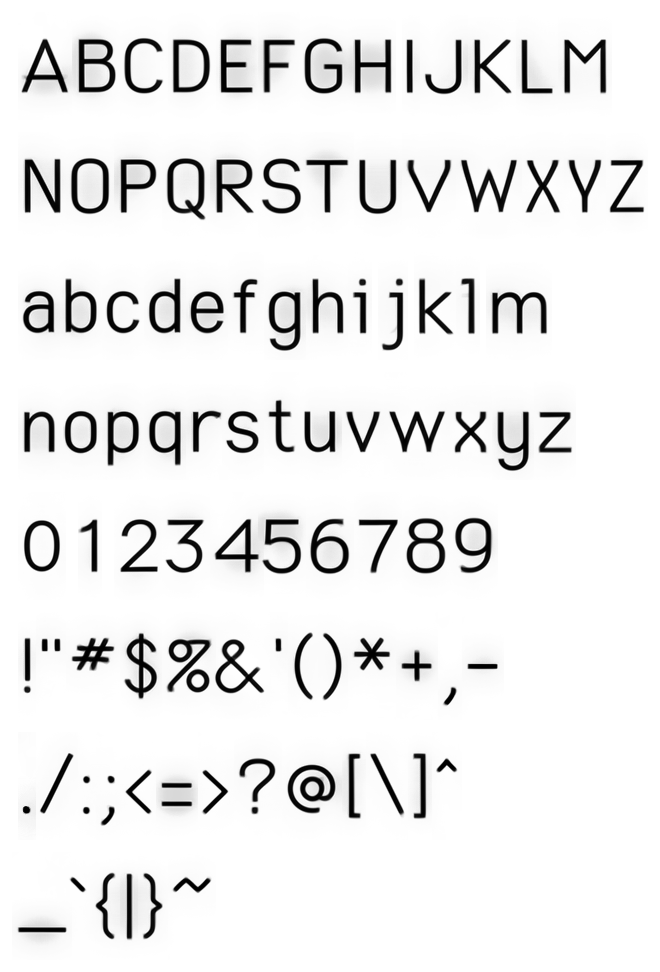 ABCDEFGHIJKLM
NOPQRSTUVWXYZ
abcdefghijklm
nopqrstuvwxyz
0123456789
!"#$%&'()*+,-
./:;<=>?@[\]^
_`{|}~